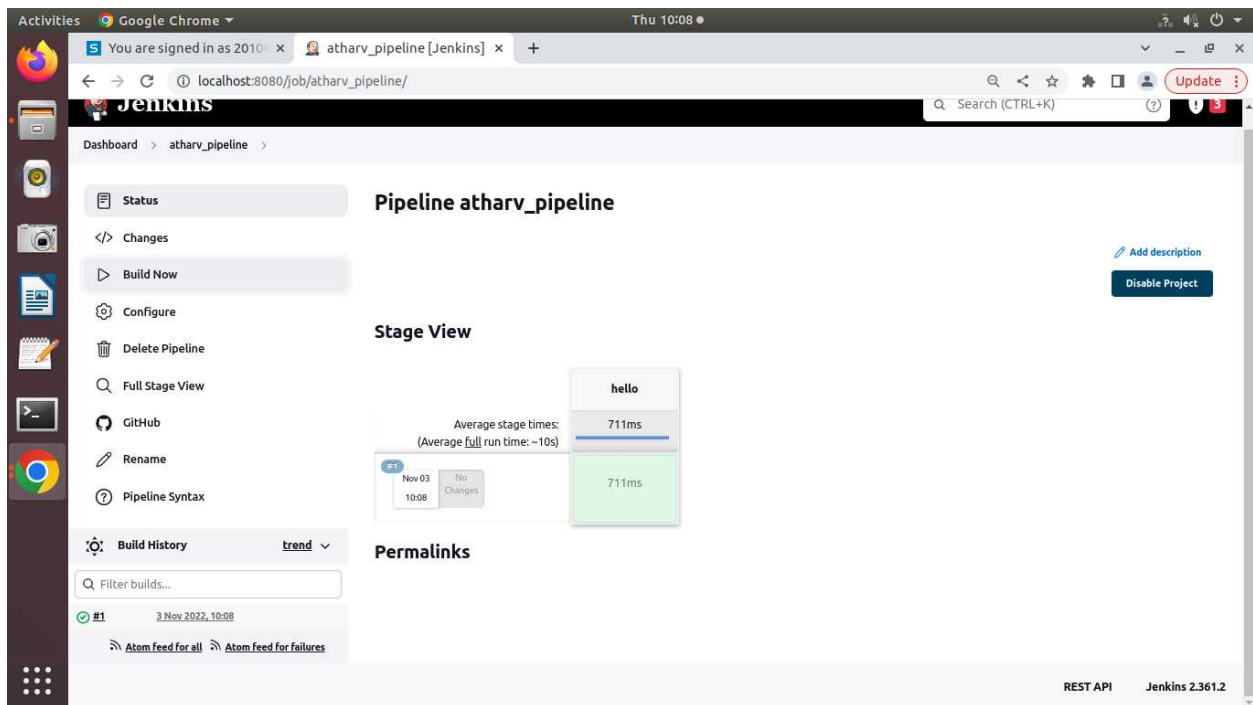 Activities Google Chrome Thu 10:08
You are signed in as 2010 atharv_pipeline [Jenkins]
localhost:8080/job/atharv_pipeline/ Update
Jenkins Search (CTRL+K) 3
Dashboard > atharv_pipeline >
Status
Changes
Build Now
Configure
Delete Pipeline
Full Stage View
GitHub
Rename
Pipeline Syntax
Build History trend
Filter builds...
#1 3 Nov 2022, 10:08
Atom feed for all Atom feed for failures
Pipeline atharv_pipeline
Add description
Disable Project
Stage View
hello
Average stage times: 711ms
(Average full run time: ~10s)
#1
Nov 03 No
10:08 Changes
711ms
Permalinks
REST API Jenkins 2.361.2